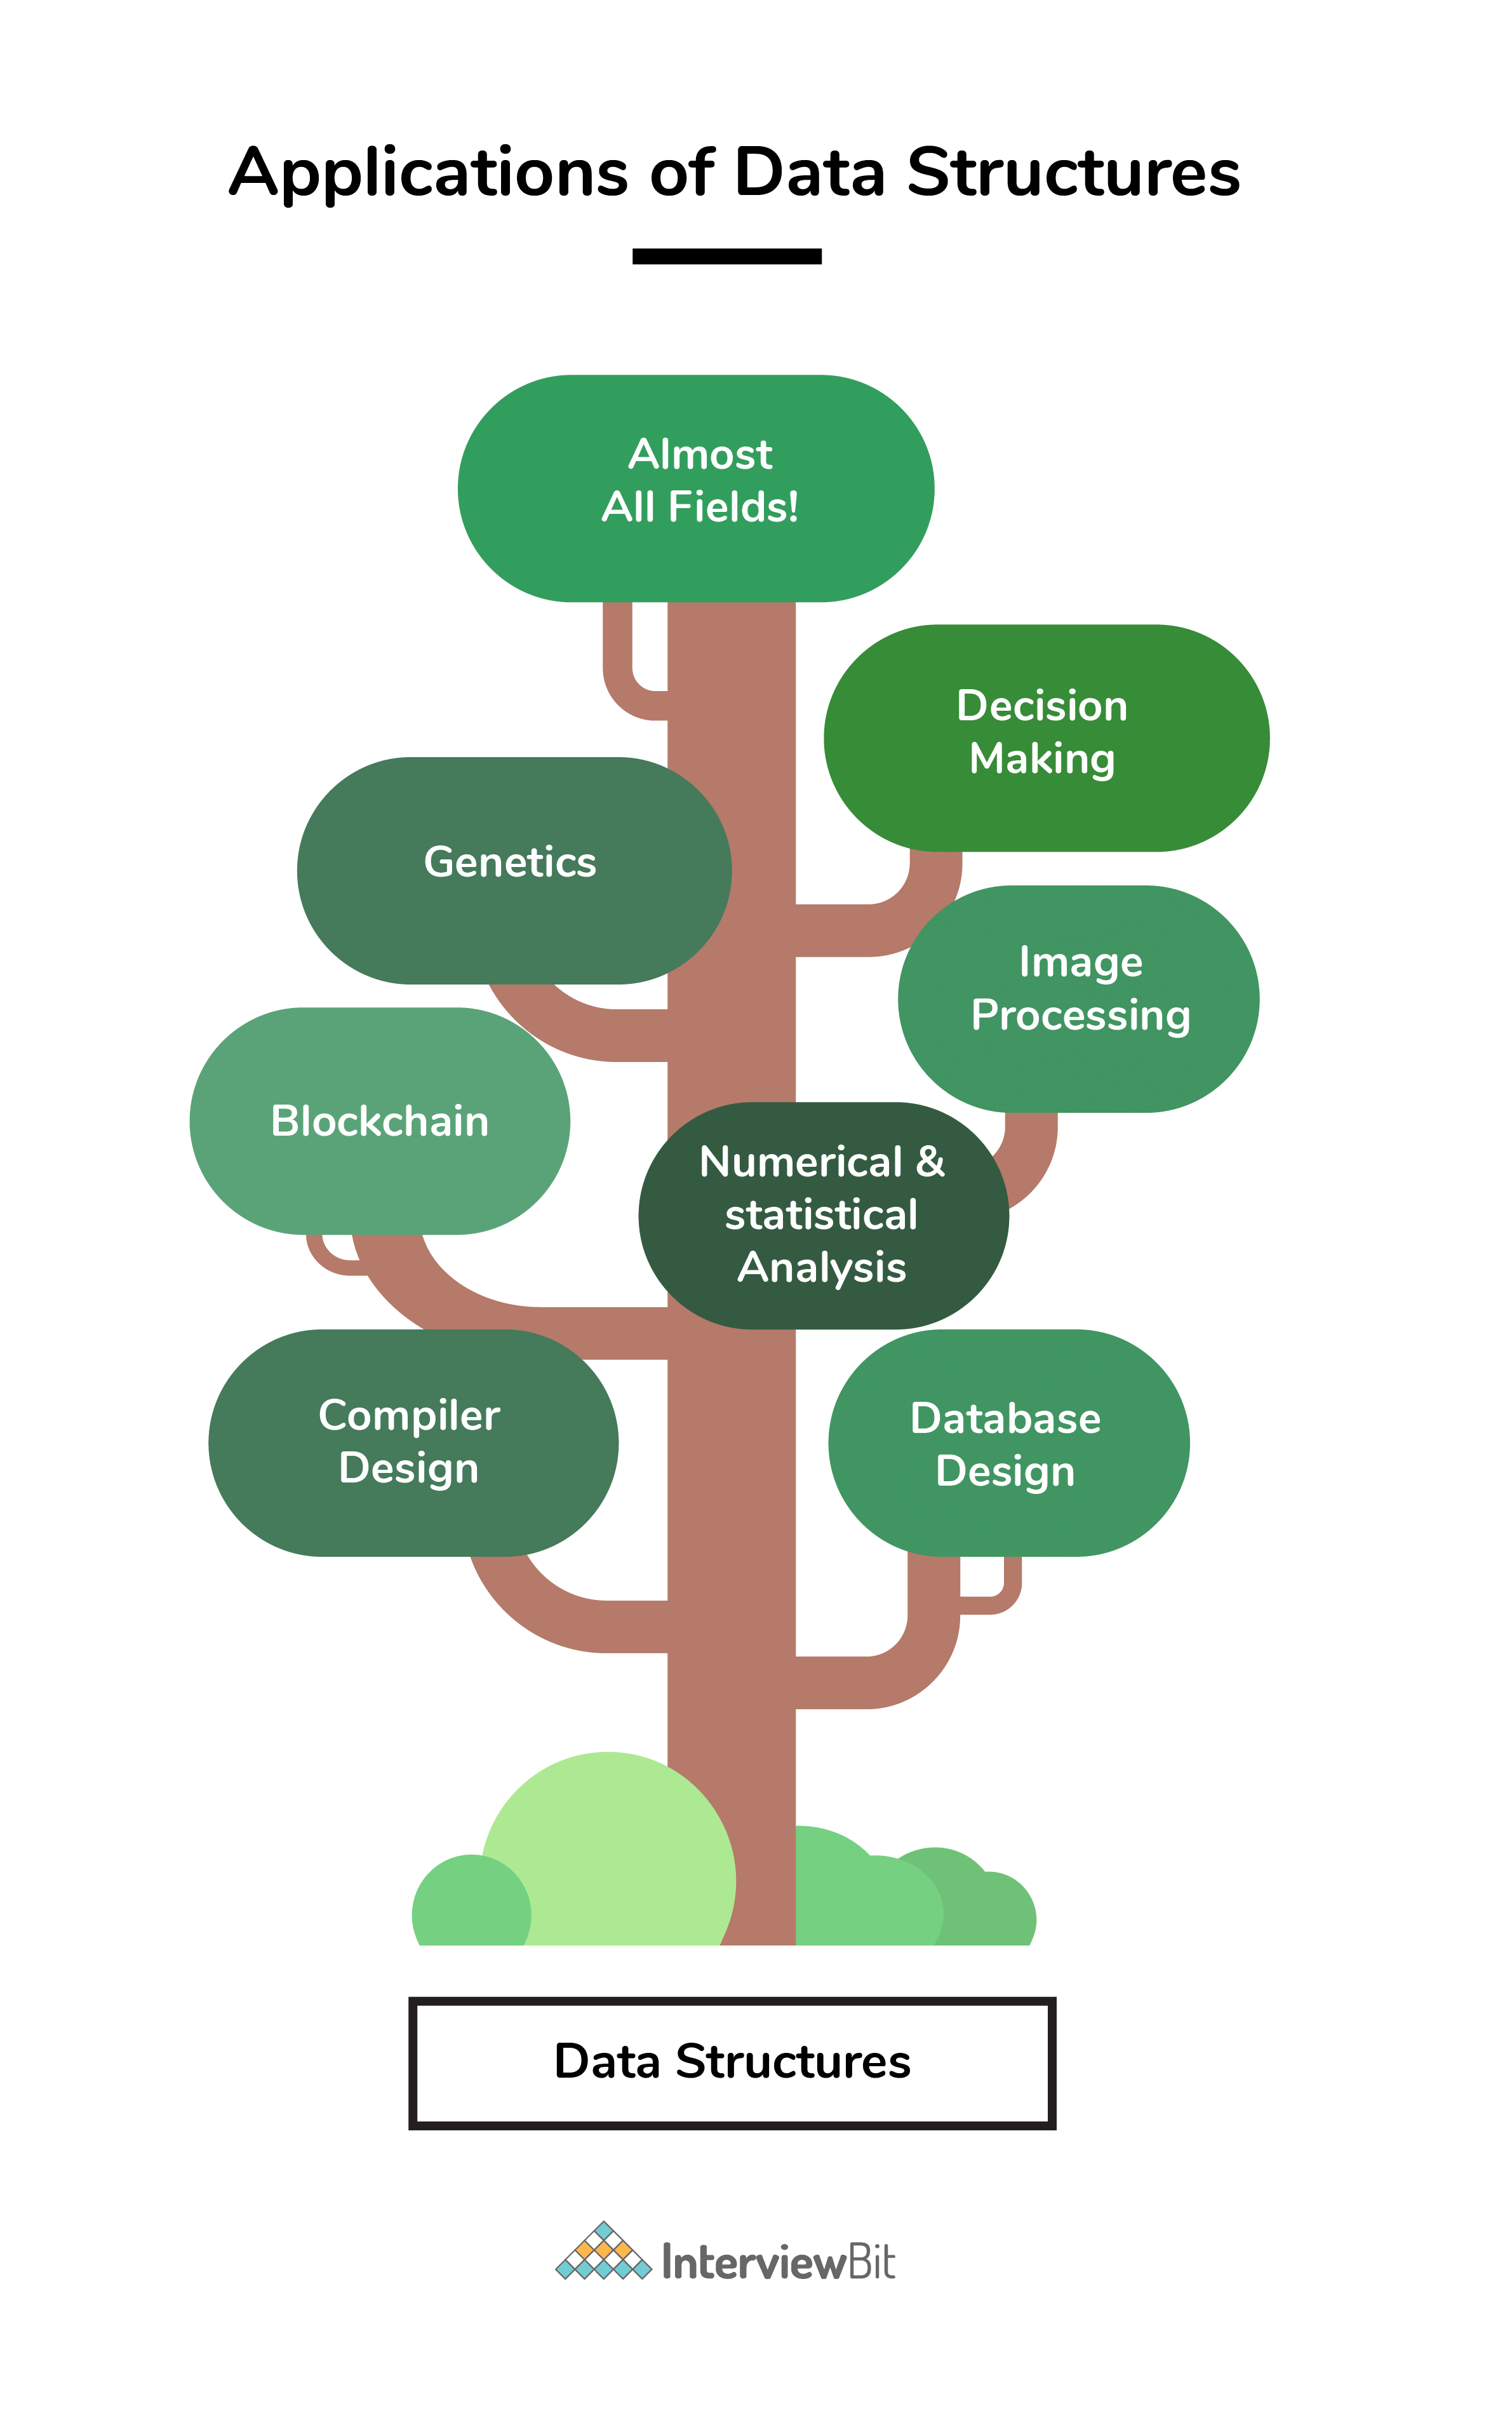 Applications of Data Structures
Almost
All Fields!
Decision
Making
Genetics
Image
Processing
Blockchain
Numerical &
statistical
Analysis
Compiler
Design
Database
Design
Data Structures
InterviewBit